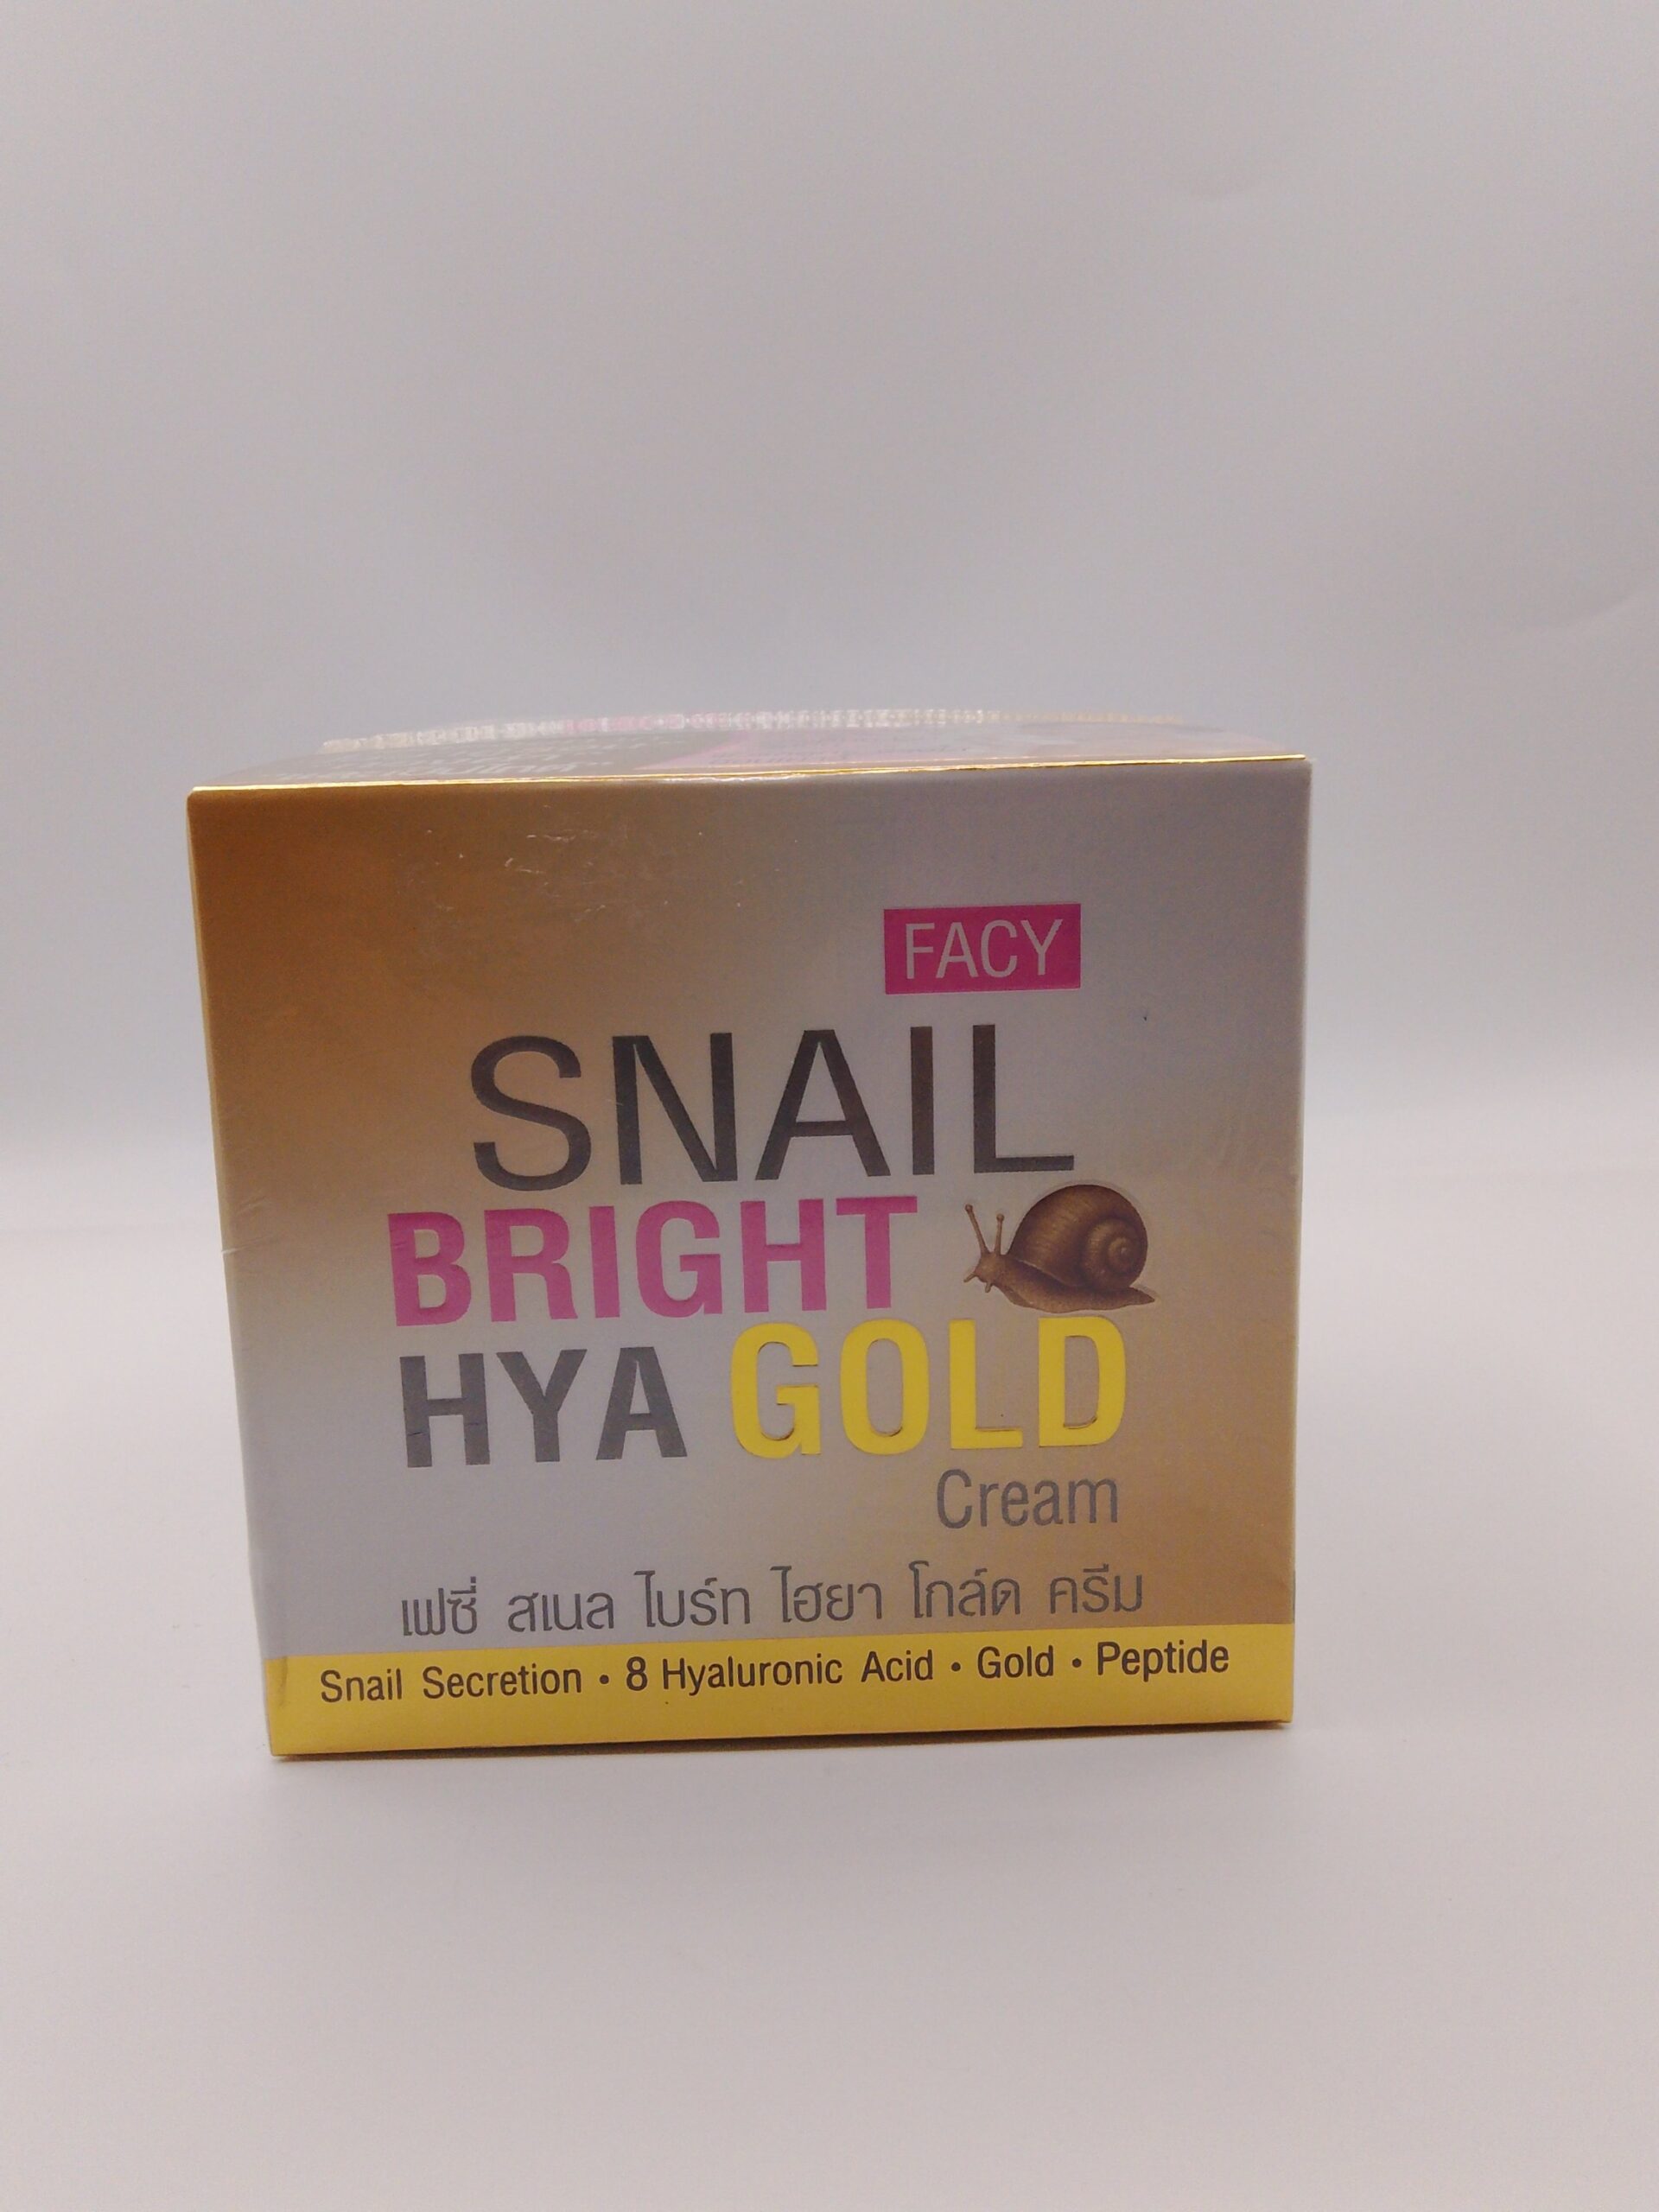 FACY
SNAIL
BRIGHT
HYA GOLD
Cream
เฟซี่ สเนล ไบร์ท ไฮยา โกล์ด ครีม
Snail Secretion • 8 Hyaluronic Acid • Gold • Peptide